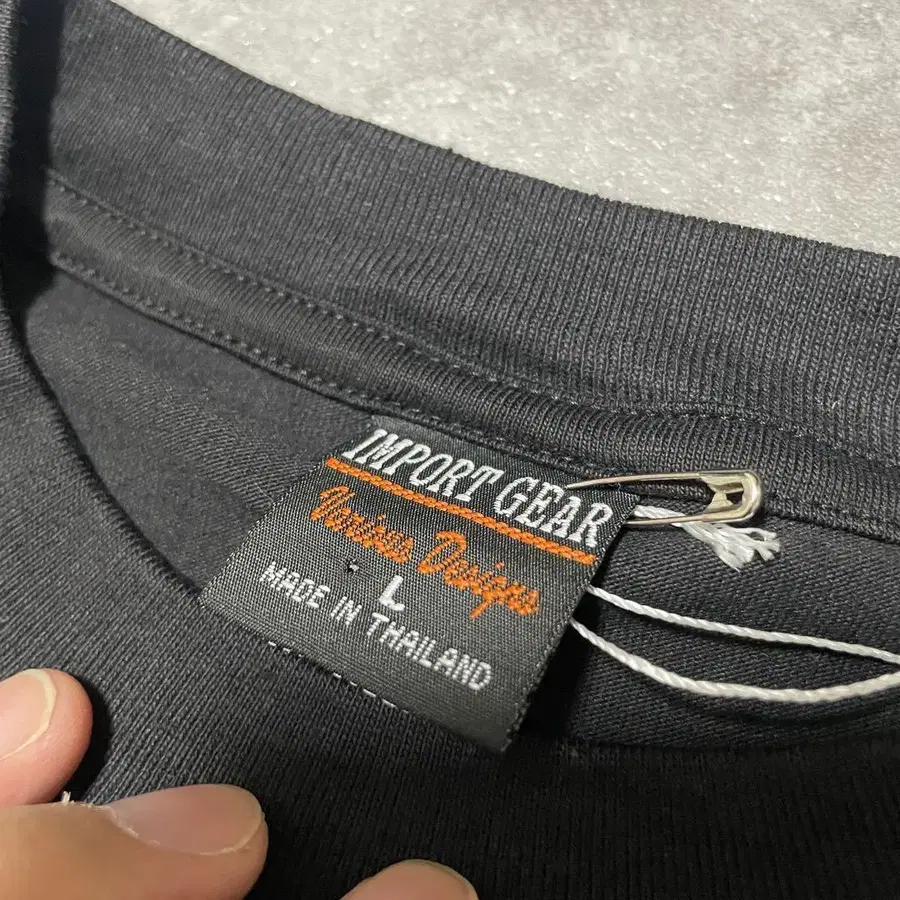 IMPORT GEAR
Various Designs
L
MADE IN THAILAND